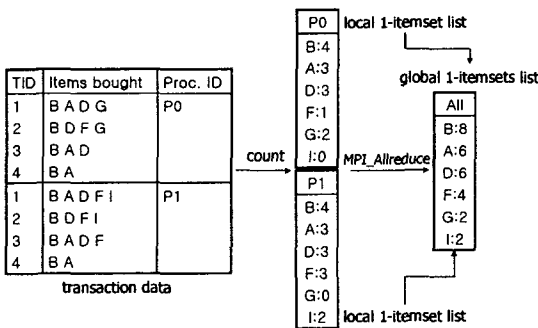 TID Items bought Proc. ID
1 B A D G P0
2 B D F G
3 B A D
4 B A
1 B A D F I P1
2 B D F I
3 B A D F
4 B A
transaction data
count
P0
B:4
A:3
D:3
F:1
G:2
I:0
P1
B:4
A:3
D:3
F:3
G:0
I:2
local 1-itemset list
MPI_Allreduce
global 1-itemsets list
All
B:8
A:6
D:6
F:4
G:2
I:2
local 1-itemset list